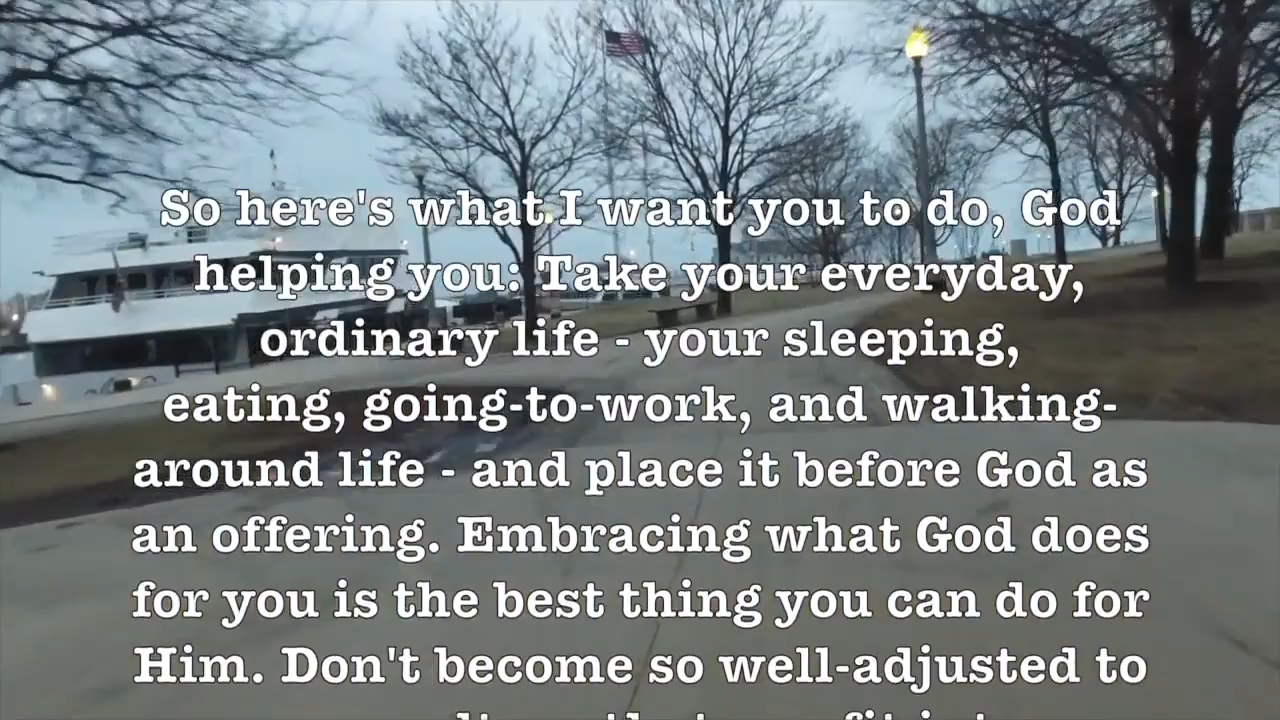 So here's what I want you to do, God
helping you: Take your everyday,
ordinary life - your sleeping,
eating, going-to-work, and walking-
around life - and place it before God as
an offering. Embracing what God does
for you is the best thing you can do for
Him. Don't become so well-adjusted to